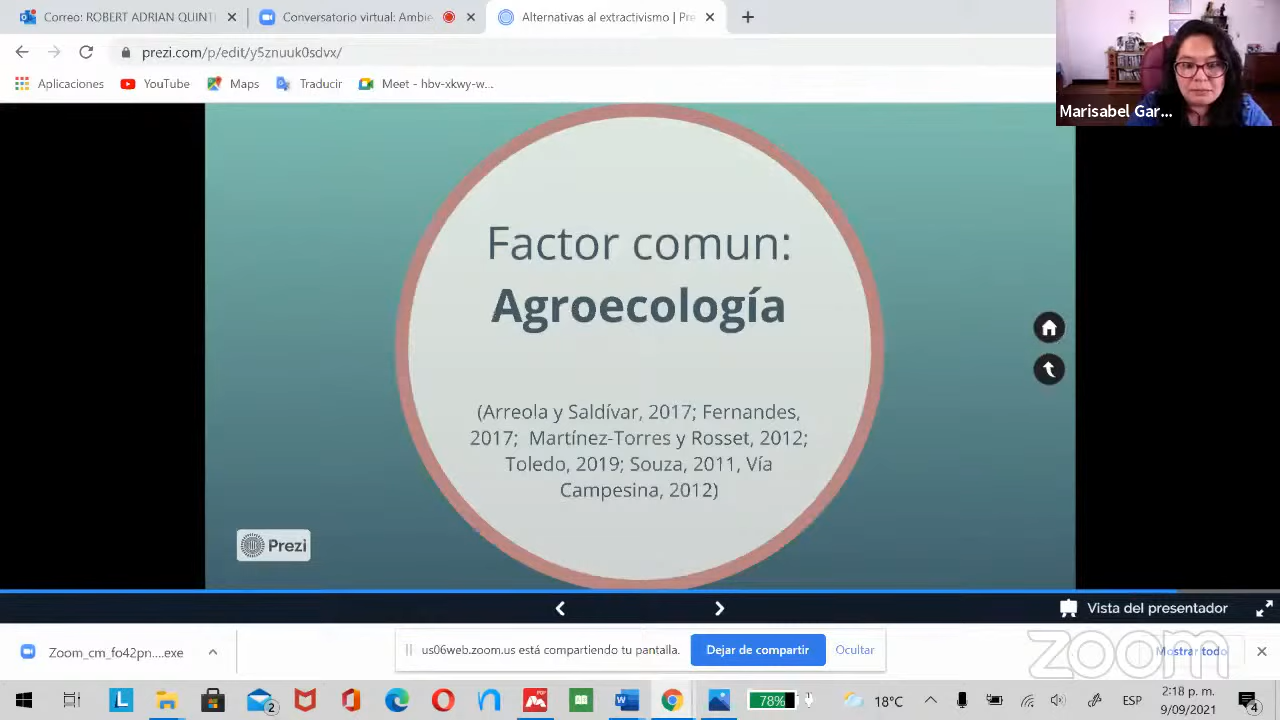 Correo: ROBERT ADRIAN QUINT
Conversatorio virtual: Ambie
Alternativas al extractivismo | Pre
prezi.com/p/edit/y5znuuk0sdvx/
Aplicaciones
YouTube
Maps
Traducir
Meet - hbv-xkwy-w...
Marisabel Gar...
Factor comun:
Agroecología
(Arreola y Saldívar, 2017; Fernandes,
2017; Martínez-Torres y Rosset, 2012;
Toledo, 2019; Souza, 2011, Vía
Campesina, 2012)
Prezi
Vista del presentador
Zoom_cm_fo42pn....exe
us06web.zoom.us está compartiendo tu pantalla.
Dejar de compartir
Ocultar
Mostrar todo
zoom
2
78%
18°C
ESP
2:18 p. m.
9/09/2021
4